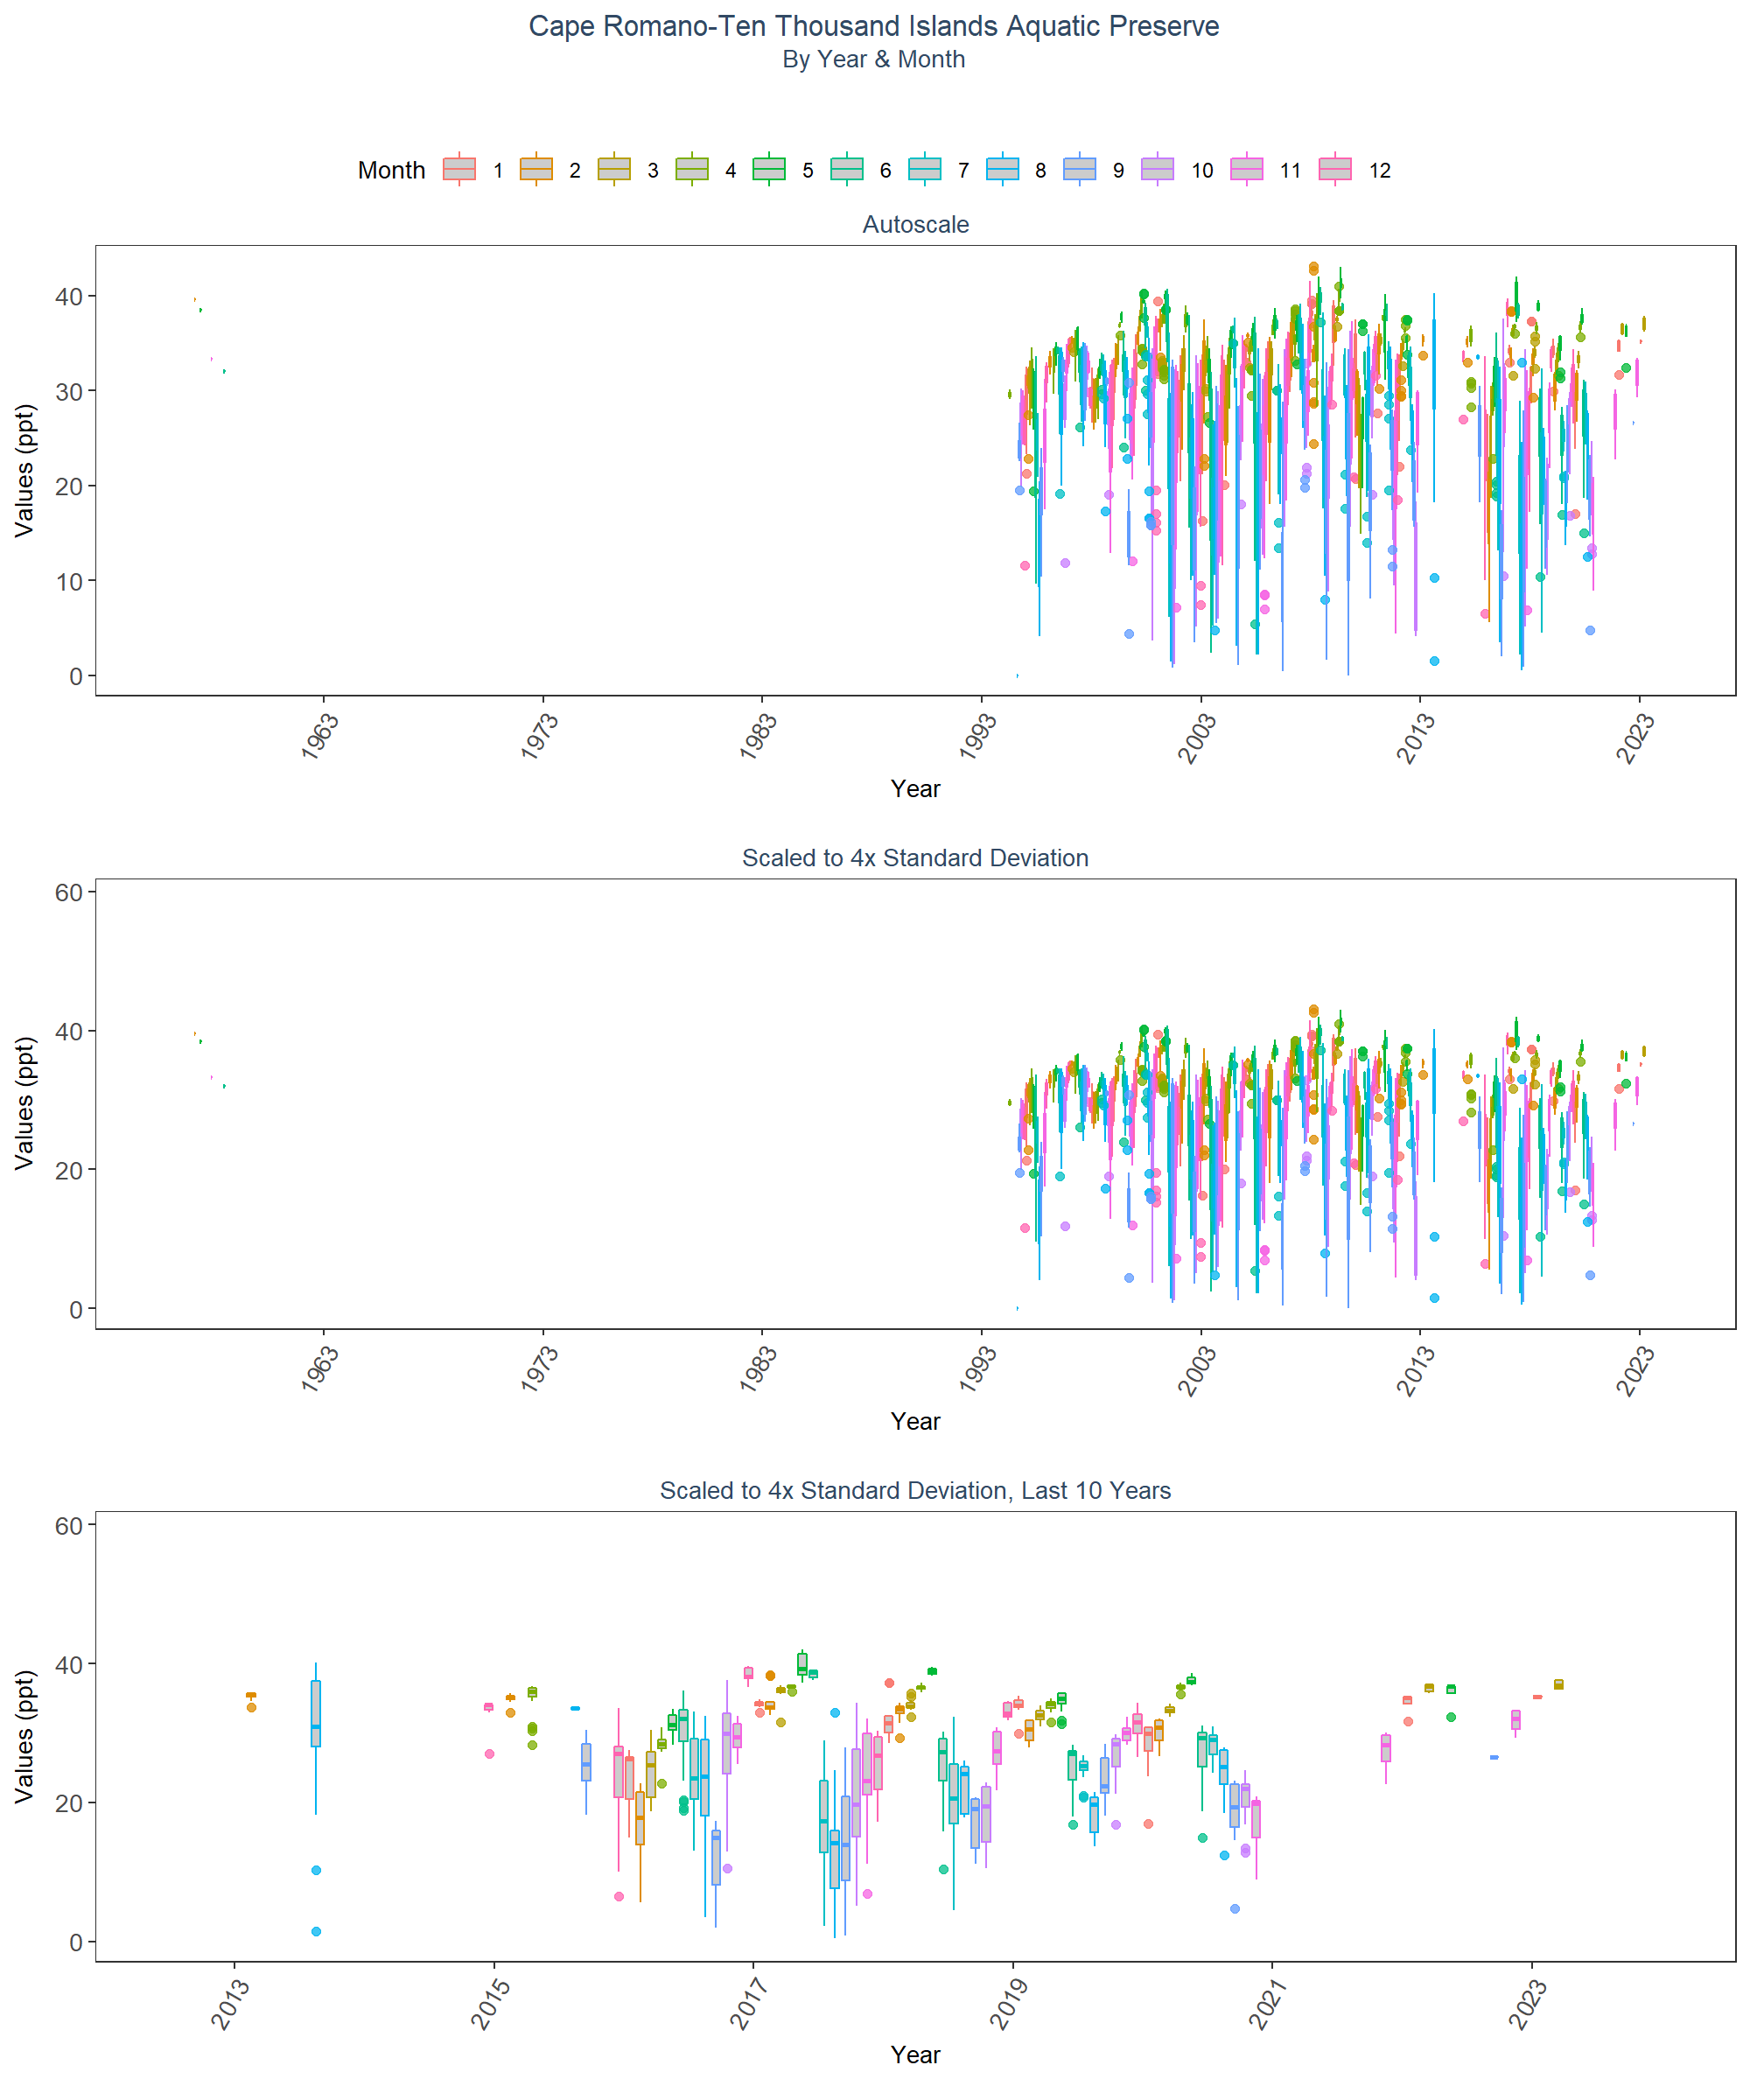 Cape Romano-Ten Thousand Islands Aquatic Preserve
By Year & Month
Month 1 2 3 4 5 6 7 8 9 10 11 12
Autoscale
Values (ppt)
40
30
20
10
0
1963 1973 1983 1993 2003 2013 2023
Year
Scaled to 4x Standard Deviation
Values (ppt)
60
40
20
0
1963 1973 1983 1993 2003 2013 2023
Year
Scaled to 4x Standard Deviation, Last 10 Years
Values (ppt)
60
40
20
0
2013 2015 2017 2019 2021 2023
Year